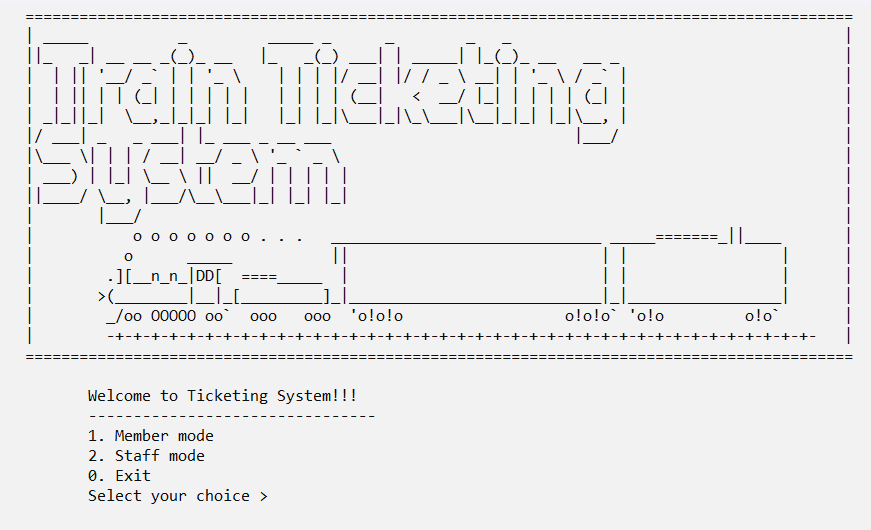 Train Ticketing
System
Welcome to Ticketing System!!!
--------------------------------
1. Member mode
2. Staff mode
0. Exit
Select your choice >